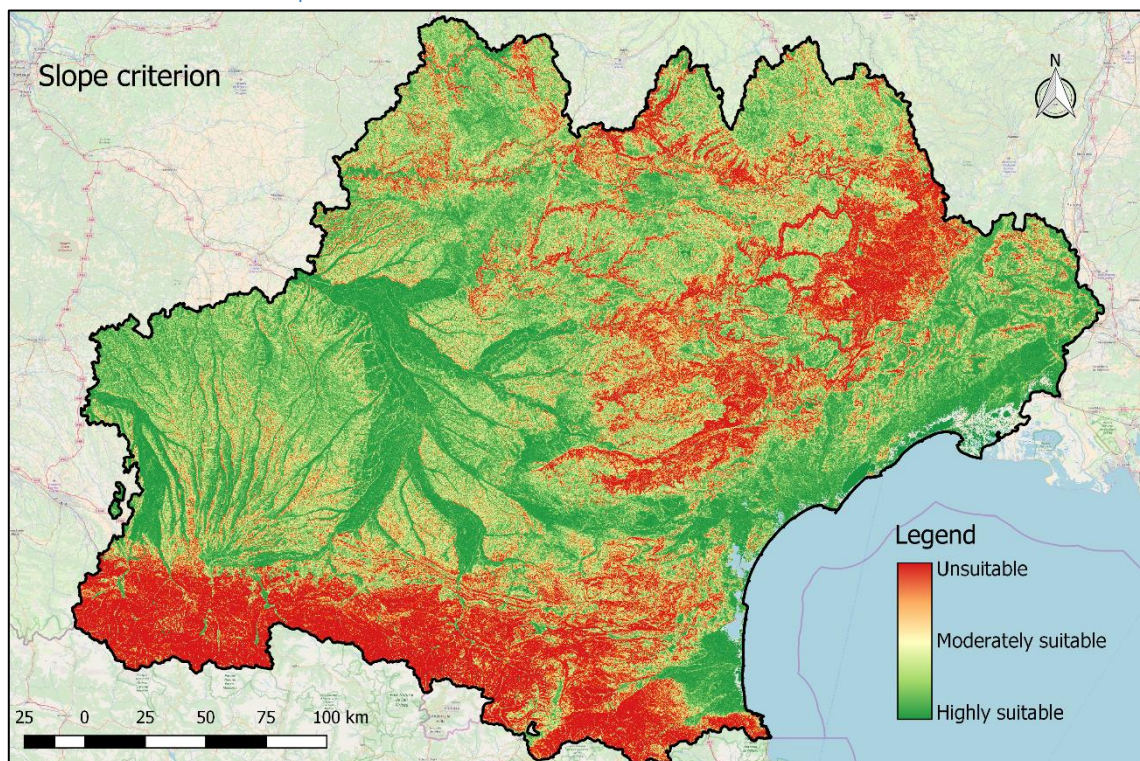 Slope criterion
N
Legend
Unsuitable
Moderately suitable
Highly suitable
25 0 25 50 75 100 km